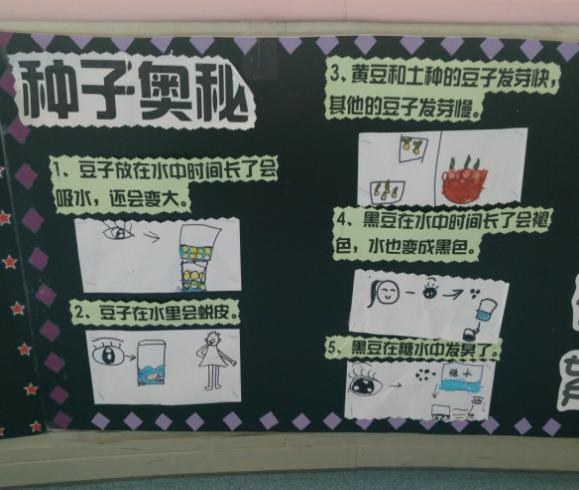 种子奥秘
1、豆子放在水中时间长了会
吸水，还会变大。
2、豆子在水里会蜕皮。
3、黄豆和土种的豆子发芽快，
其他的豆子发芽慢。
4、黑豆在水中时间长了会褪
色，水也变成黑色。
5、黑豆在糖水中发臭了。
糖水